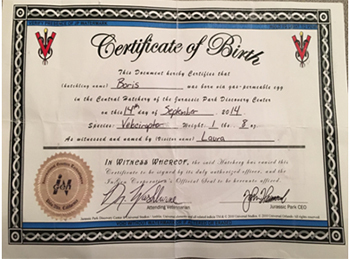 Certificate of Birth
This Document hereby Certifies that
(hatchling name) Boris was born via gas-permeable egg
in the Central Hatchery of the Jurassic Park Discovery Center
on this 14th day of September 2014
Species: Velociraptor Weight: 1 lbs. 8 oz.
As witnessed and named by (Visitor name) Laura
IN WITNESS WHEREOF, the said Hatchery has caused this
Certificate to be signed by its duly authorized officer, and the
Official Seal to be hereunto affixed.
Attending Veterinarian
Jurassic Park CEO